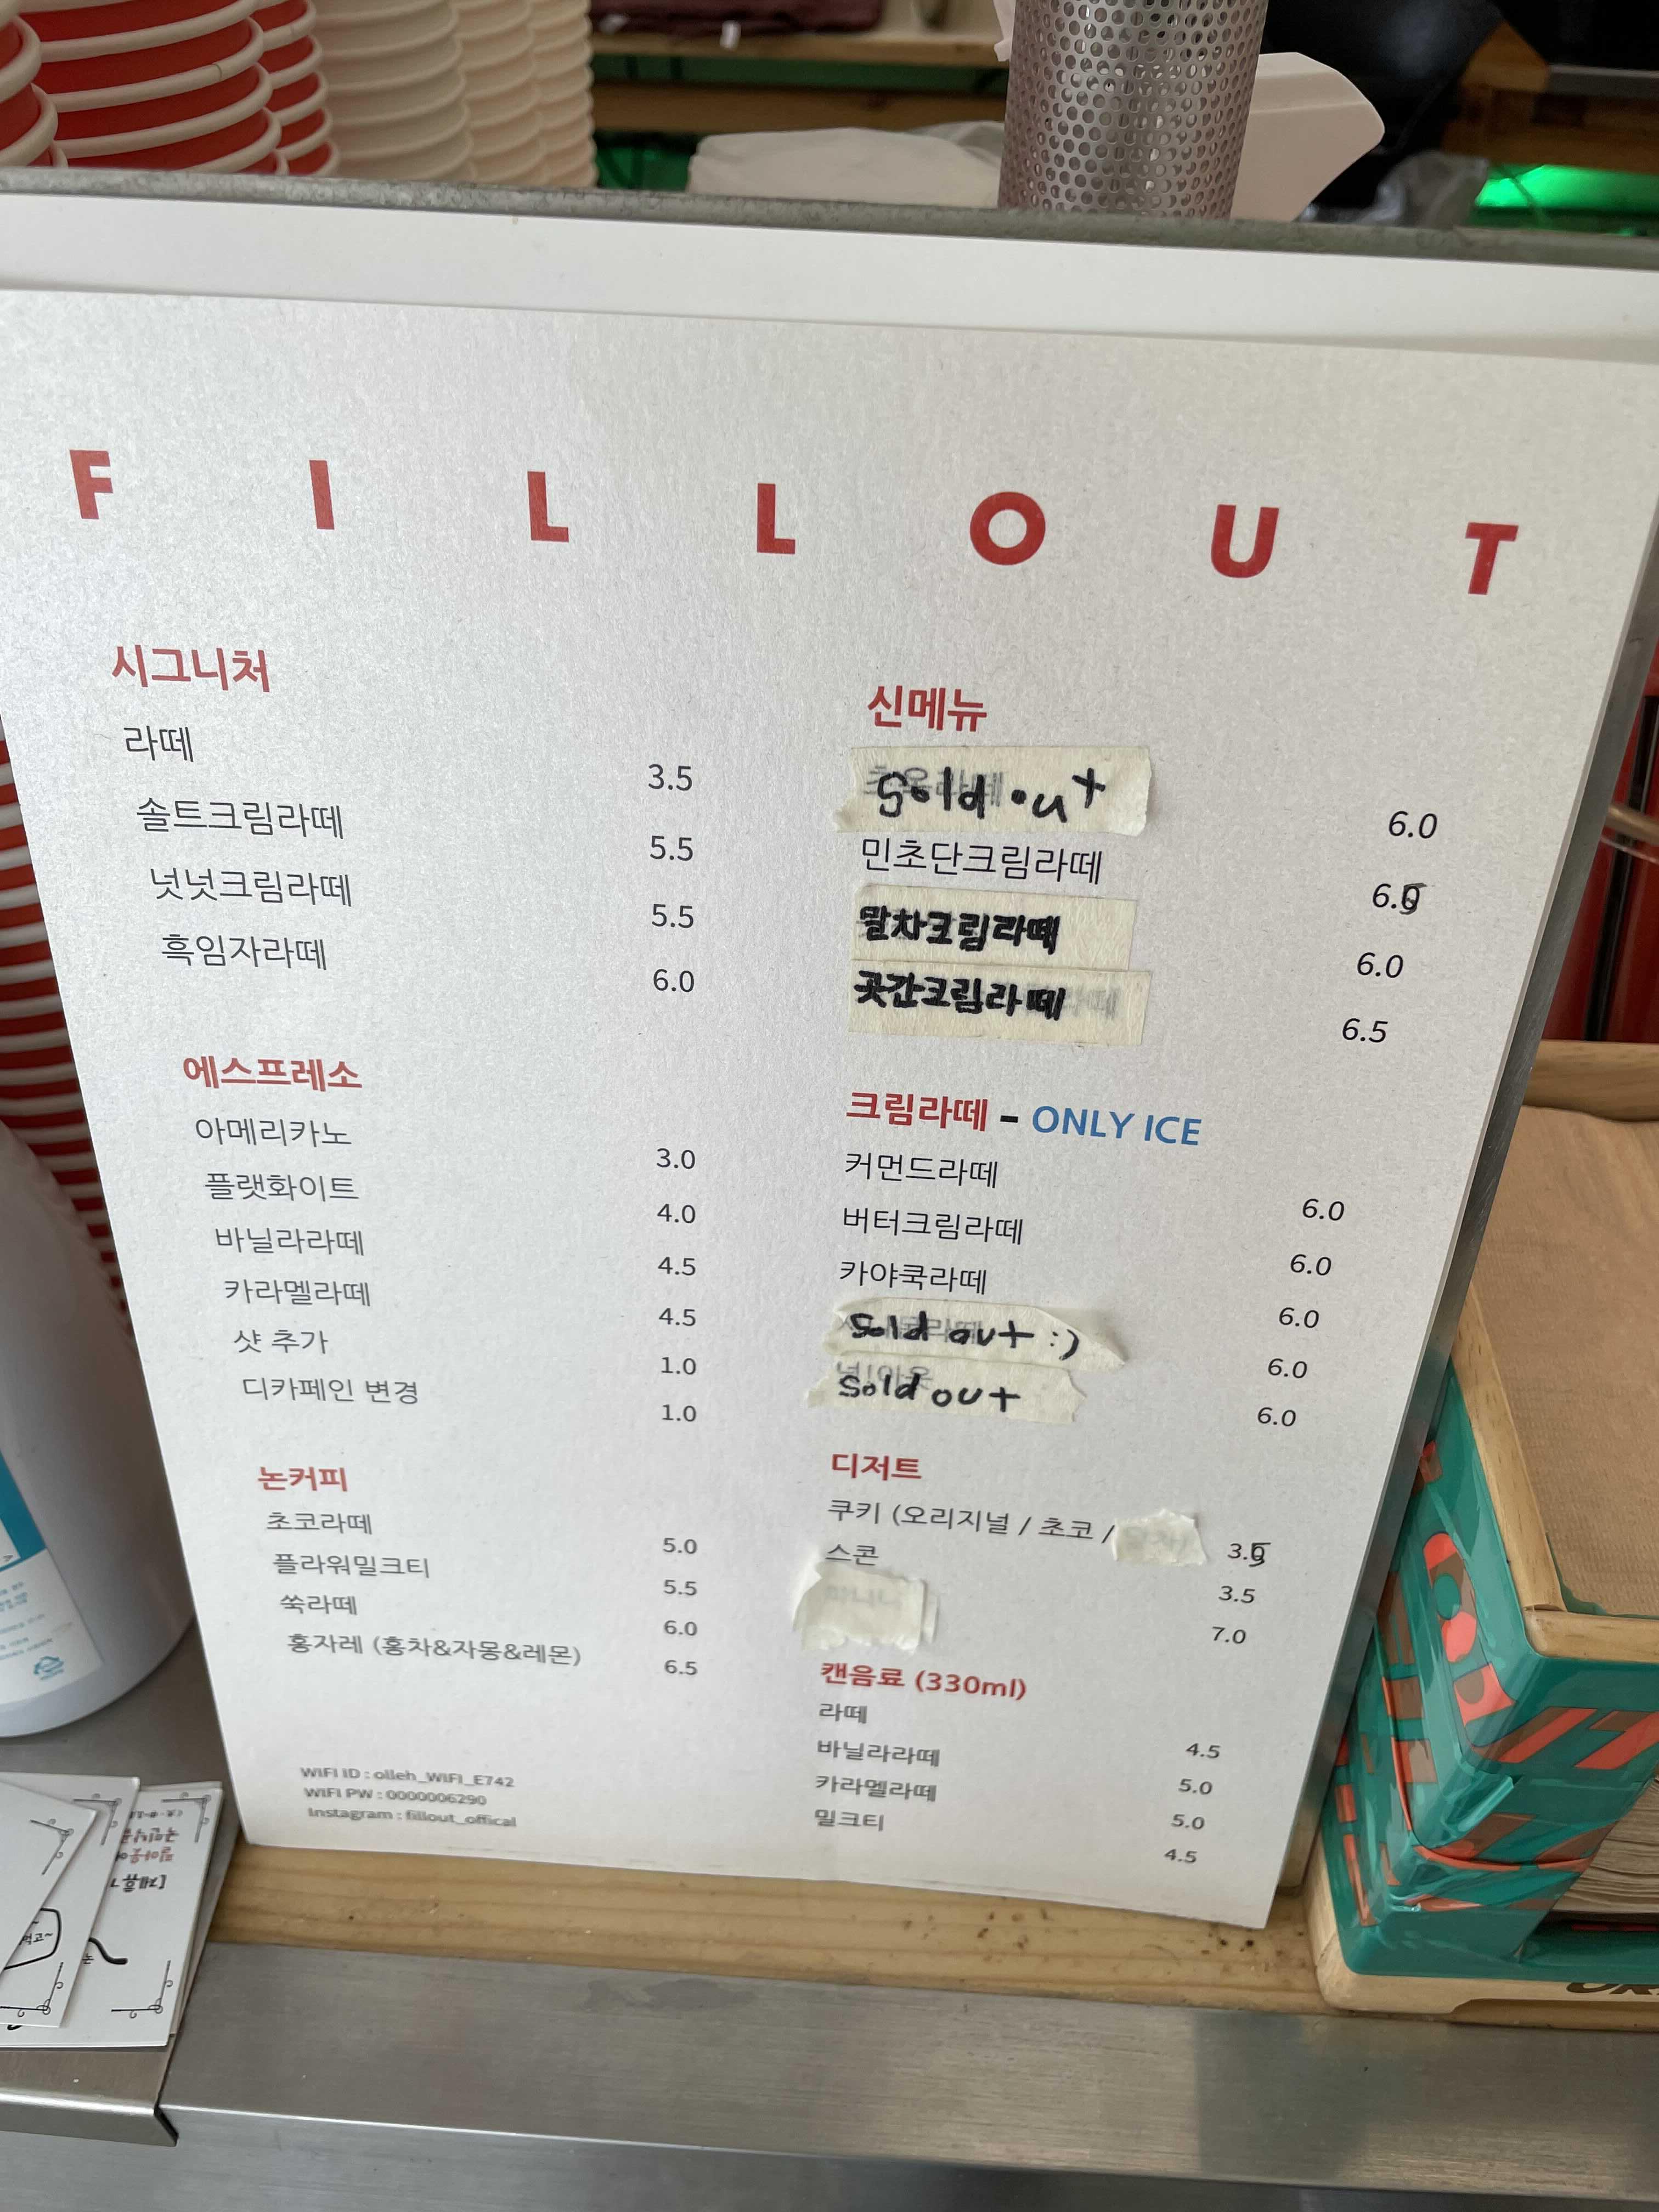 F I L L O U T
시그니처
라떼 3.5
솔트크림라떼 5.5
넛넛크림라떼 5.5
흑임자라떼 6.0
에스프레소
아메리카노 3.0
플랫화이트 4.0
바닐라라떼 4.5
카라멜라떼 4.5
샷 추가 1.0
디카페인 변경 1.0
논커피
초코라떼 5.0
플라워밀크티 5.5
쑥라떼 6.0
홍자레 (홍차&자몽&레몬) 6.5
WIFI ID : olleh_WIFI_E742
WIFI PW : 0000006290
Instagram : fillout_offical
신메뉴
Sold out 6.0
민초단크림라떼 6.5
말차크림라떼 6.0
곳간크림라떼 6.5
크림라떼 - ONLY ICE
커먼드라떼 6.0
버터크림라떼 6.0
카야쿡라떼 6.0
Sold out :) 6.0
Sold out 6.0
디저트
쿠키 (오리지널 / 초코 / 3.5
스콘 3.5
7.0
캔음료 (330ml)
라떼 4.5
바닐라라떼 5.0
카라멜라떼 5.0
밀크티 4.5